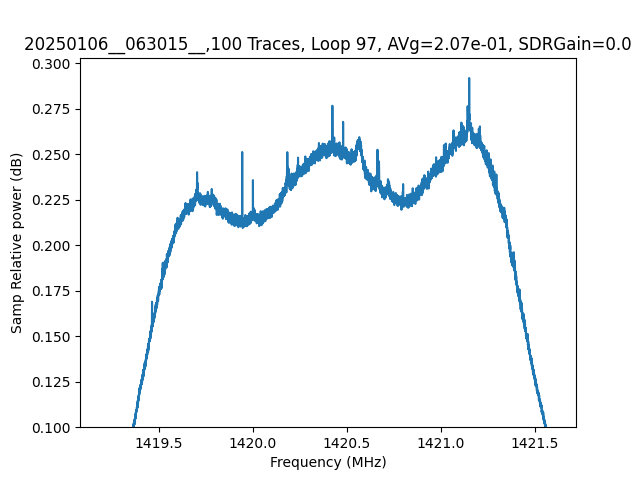 20250106__063015__,100 Traces, Loop 97, AVg=2.07e-01, SDRGain=0.0
0.300
0.275
0.250
0.225
0.200
0.175
0.150
0.125
0.100
Samp Relative power (dB)
1419.5 1420.0 1420.5 1421.0 1421.5
Frequency (MHz)